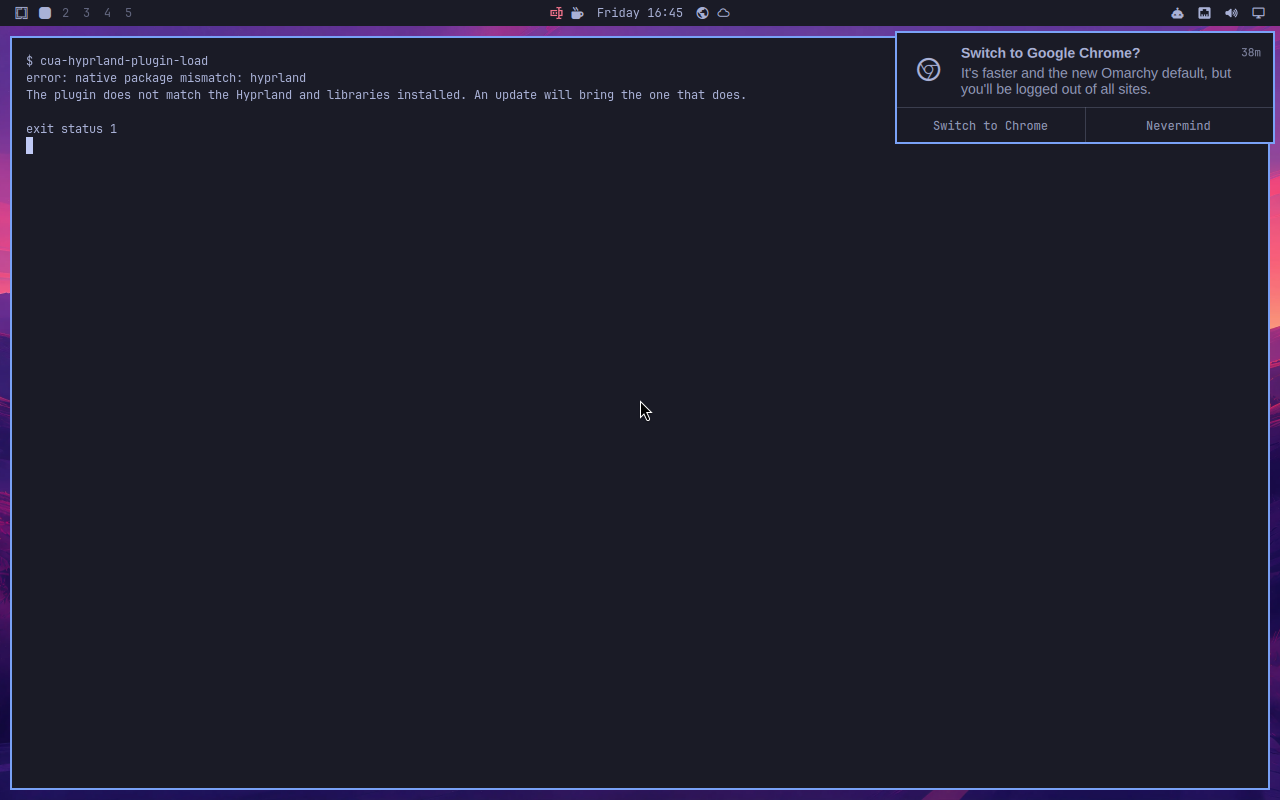 2 3 4 5
Friday 16:45
$ cua-hyprland-plugin-load
error: native package mismatch: hyprland
The plugin does not match the Hyprland and libraries installed. An update will bring the one that does.
exit status 1
Switch to Google Chrome?
38m
It's faster and the new Omarchy default, but
you'll be logged out of all sites.
Switch to Chrome
Nevermind